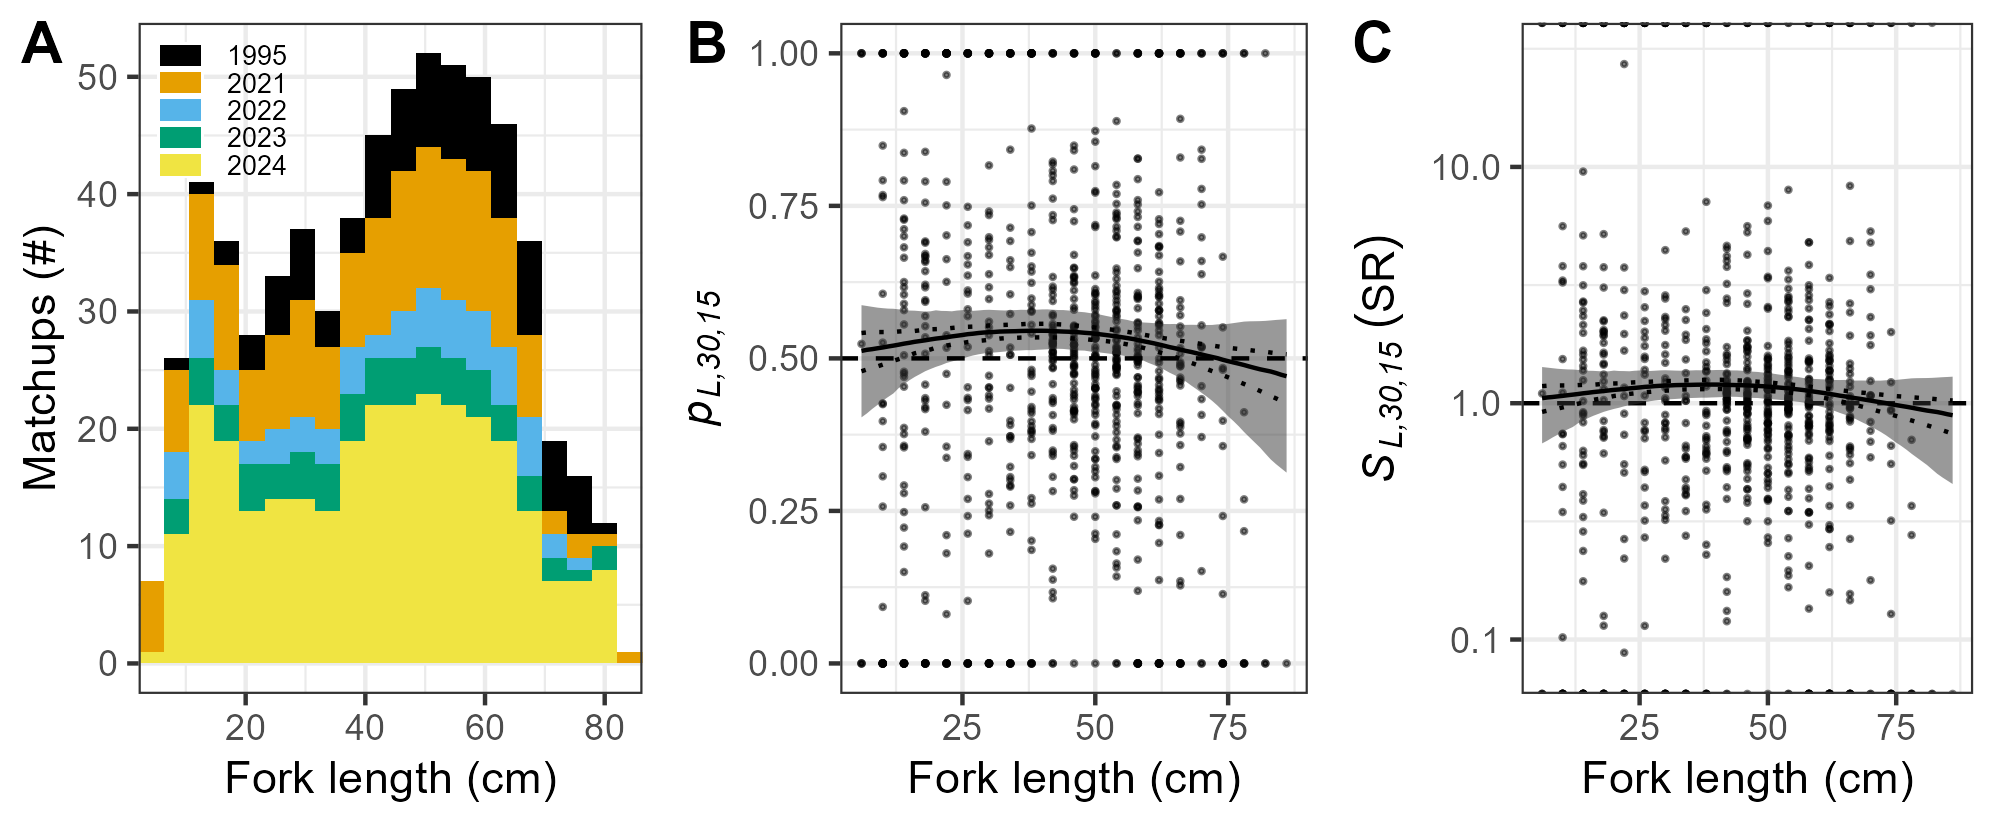 A
Matchups (#)
50
40
30
20
10
0
1995
2021
2022
2023
2024
20 40 60 80
Fork length (cm)
B
pL,30,15
1.00
0.75
0.50
0.25
0.00
25 50 75
Fork length (cm)
C
SL,30,15 (SR)
10.0
1.0
0.1
25 50 75
Fork length (cm)